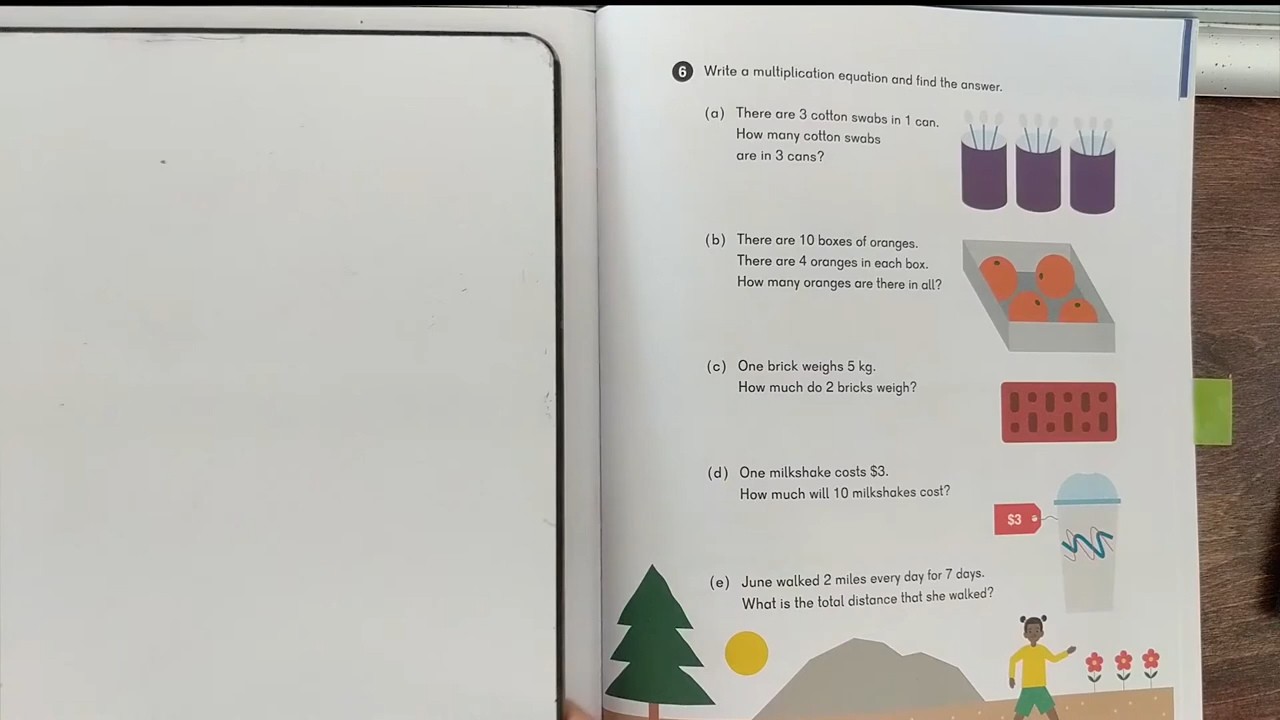 6 Write a multiplication equation and find the answer.
(a) There are 3 cotton swabs in 1 can.
How many cotton swabs
are in 3 cans?
(b) There are 10 boxes of oranges.
There are 4 oranges in each box.
How many oranges are there in all?
(c) One brick weighs 5 kg.
How much do 2 bricks weigh?
(d) One milkshake costs $3.
How much will 10 milkshakes cost?
$3
(e) June walked 2 miles every day for 7 days.
What is the total distance that she walked?